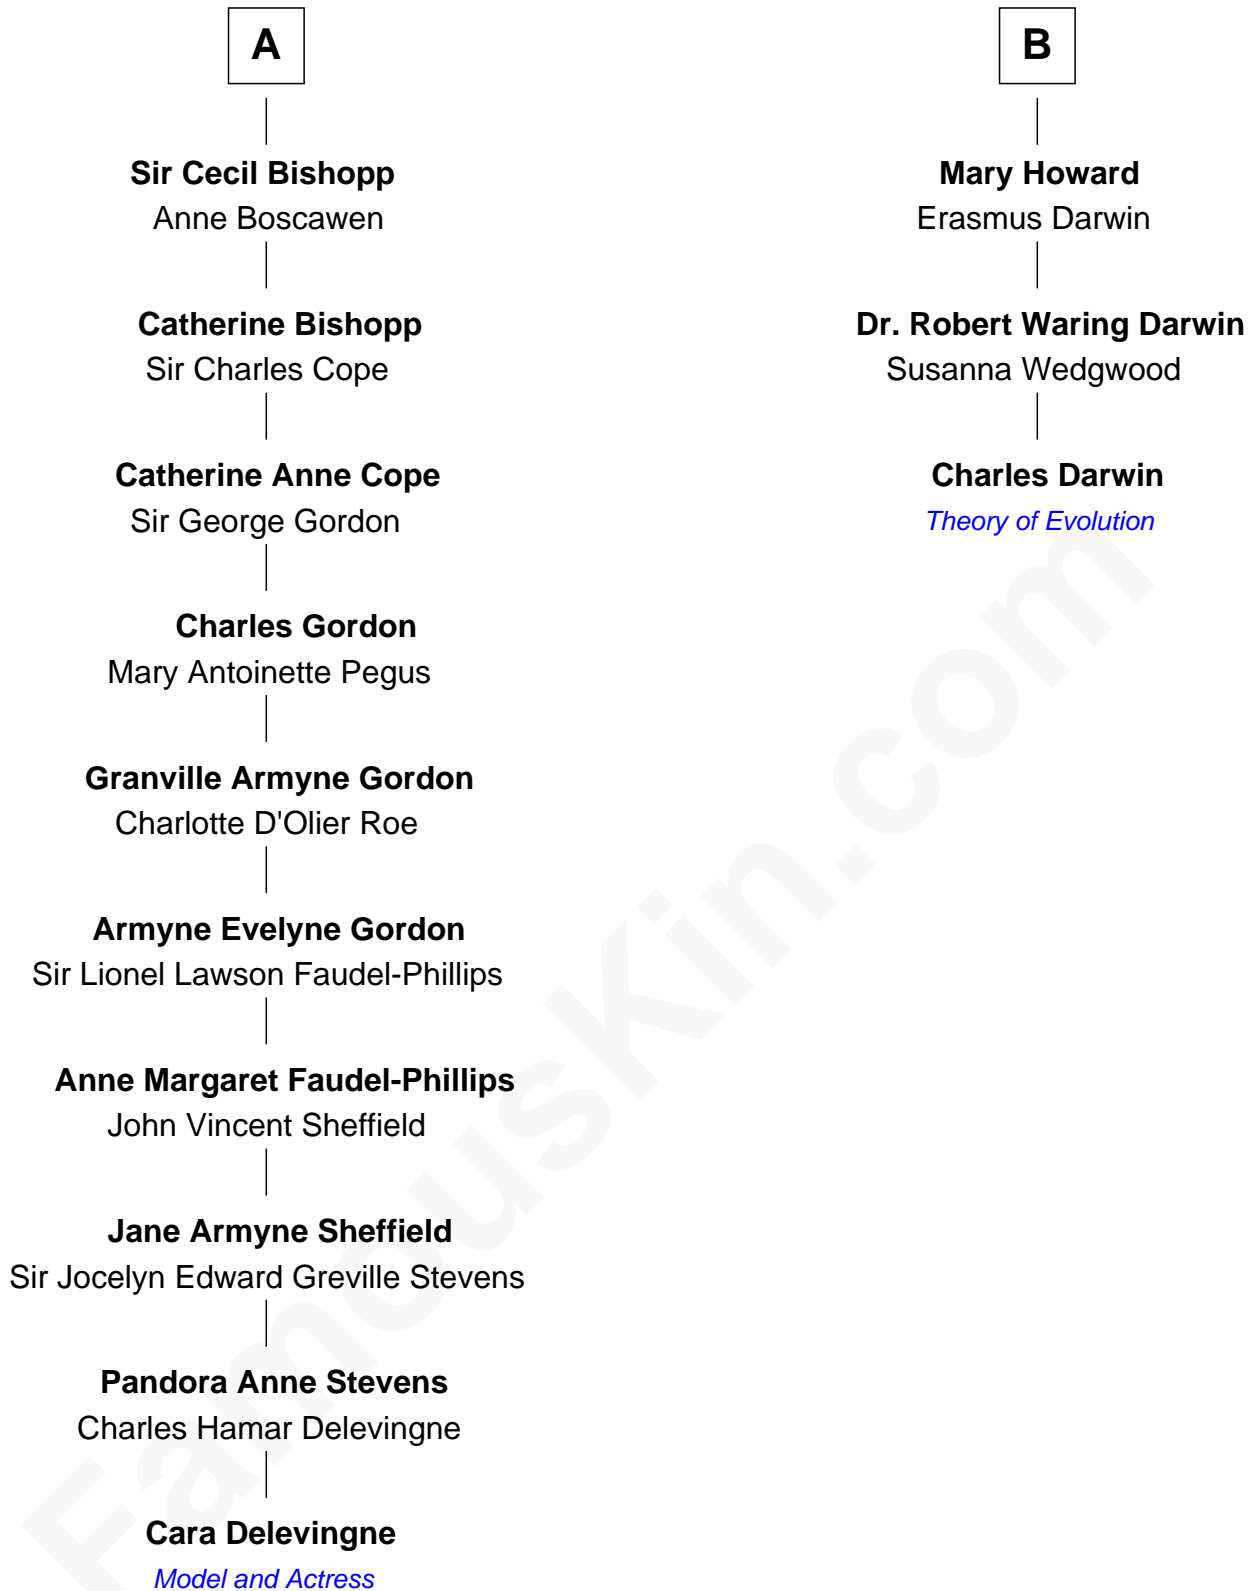 A
Sir Cecil Bishopp
Anne Boscawen
Catherine Bishopp
Sir Charles Cope
Catherine Anne Cope
Sir George Gordon
Charles Gordon
Mary Antoinette Pegus
Granville Armyne Gordon
Charlotte D'Olier Roe
Armyne Evelyne Gordon
Sir Lionel Lawson Faudel-Phillips
Anne Margaret Faudel-Phillips
John Vincent Sheffield
Jane Armyne Sheffield
Sir Jocelyn Edward Greville Stevens
Pandora Anne Stevens
Charles Hamar Delevingne
Cara Delevingne
Model and Actress
B
Mary Howard
Erasmus Darwin
Dr. Robert Waring Darwin
Susanna Wedgwood
Charles Darwin
Theory of Evolution
FamousKin.com